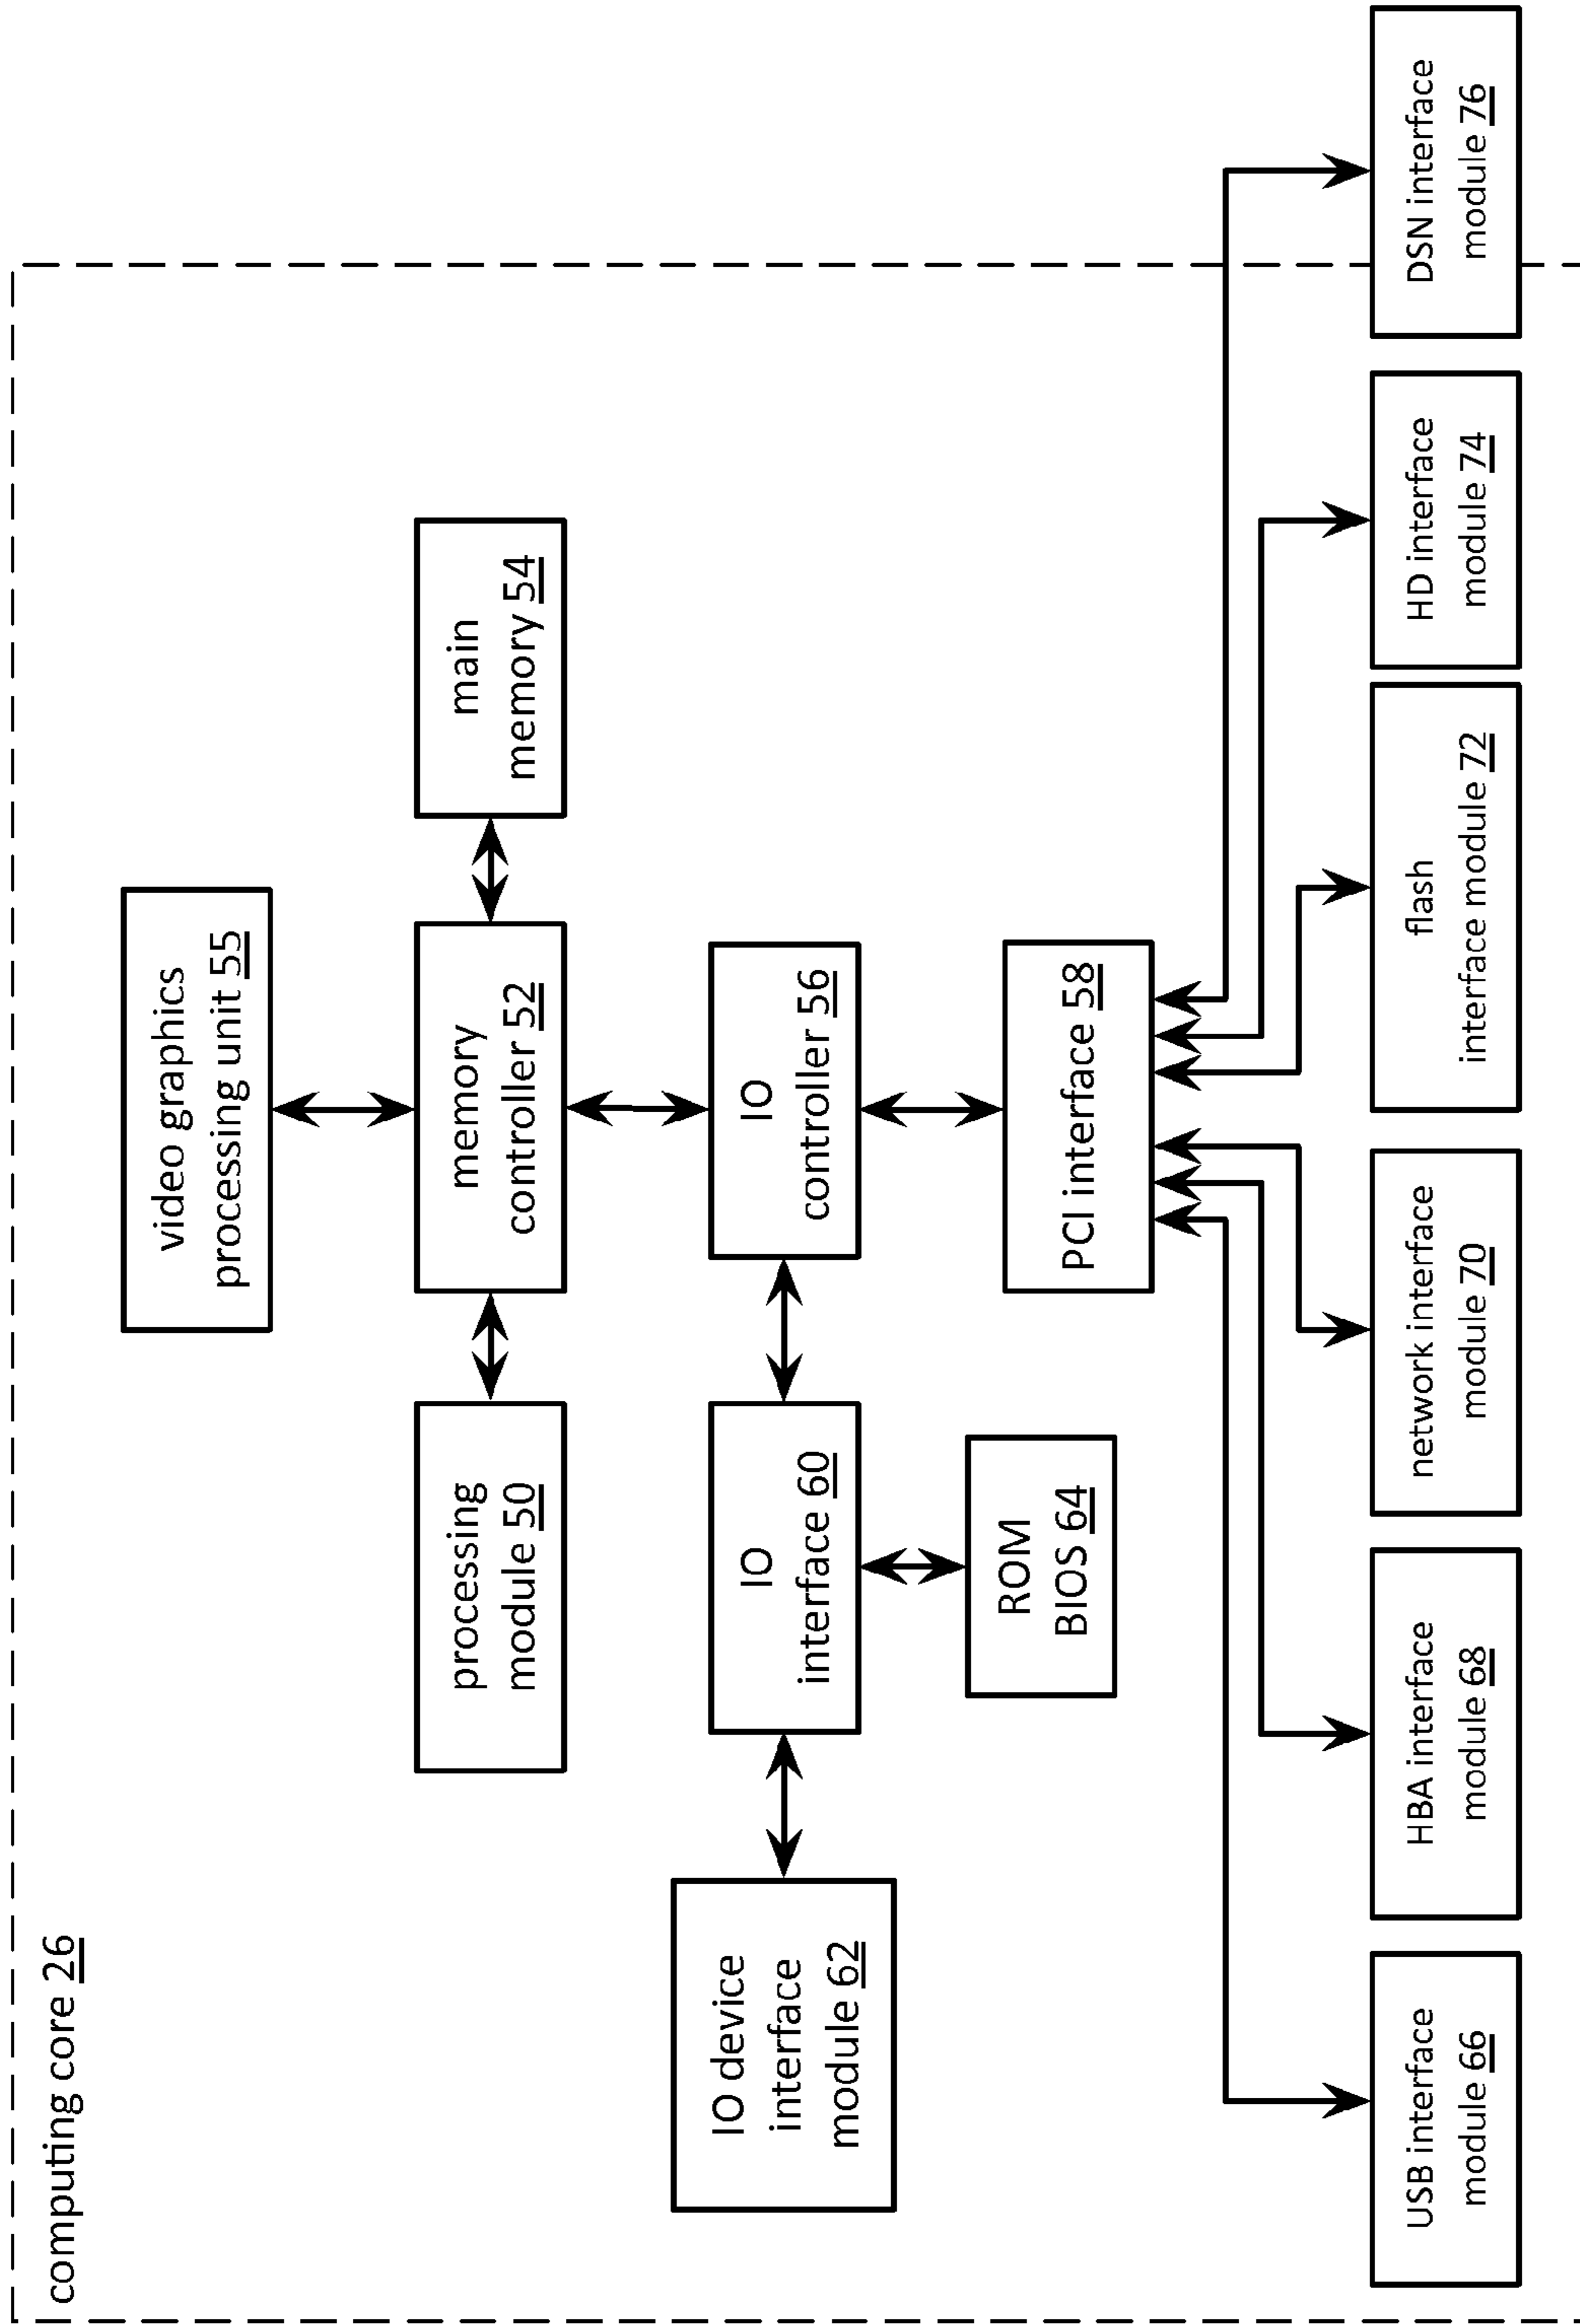 computing core 26
video graphics
processing unit 55
processing
module 50
memory
controller 52
main
memory 54
IO device
interface
module 62
IO
interface 60
IO
controller 56
ROM
BIOS 64
PCI interface 58
USB interface
module 66
HBA interface
module 68
network interface
module 70
flash
interface module 72
HD interface
module 74
DSN interface
module 76